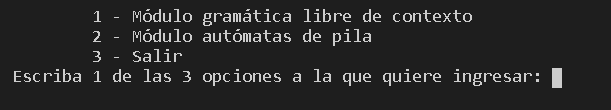 1 - Módulo gramática libre de contexto
2 - Módulo autómatas de pila
3 - Salir
Escriba 1 de las 3 opciones a la que quiere ingresar: